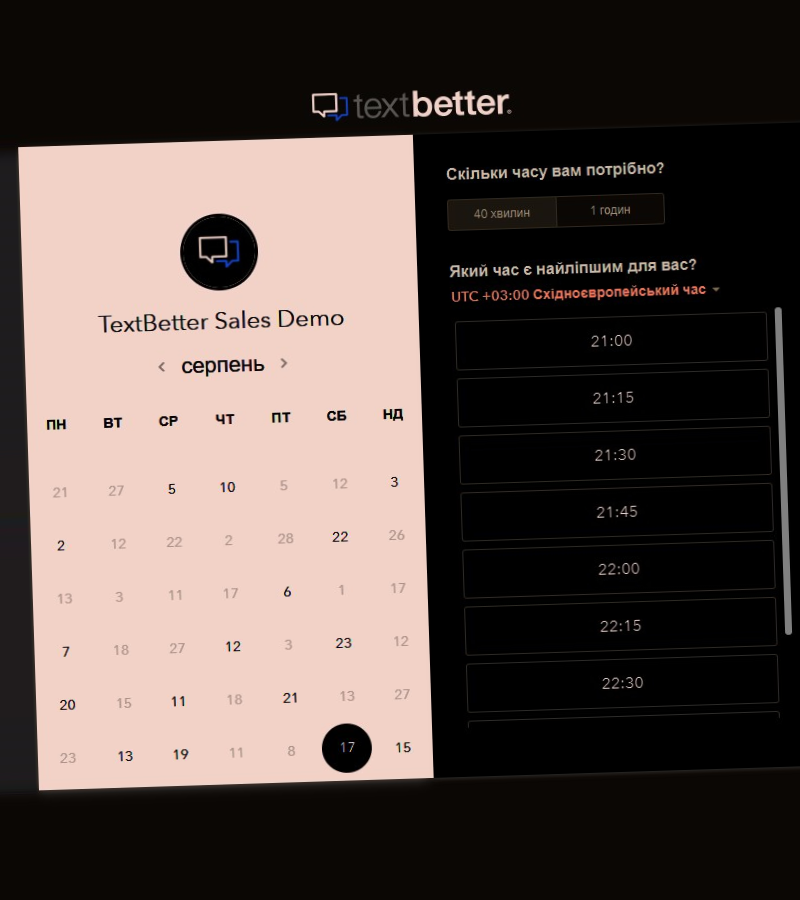 textbetter.
TextBetter Sales Demo
‹ серпень ›
ПН ВТ СР ЧТ ПТ СБ НД
21 27 5 10 5 12 3
2 12 22 2 28 22 26
13 3 11 17 6 1 17
7 18 27 12 3 23 12
20 15 11 18 21 13 27
23 13 19 11 8 17 15
Скільки часу вам потрібно?
40 хвилин 1 годин
Який час є найліпшим для вас?
UTC +03:00 Східноєвропейський час
21:00
21:15
21:30
21:45
22:00
22:15
22:30